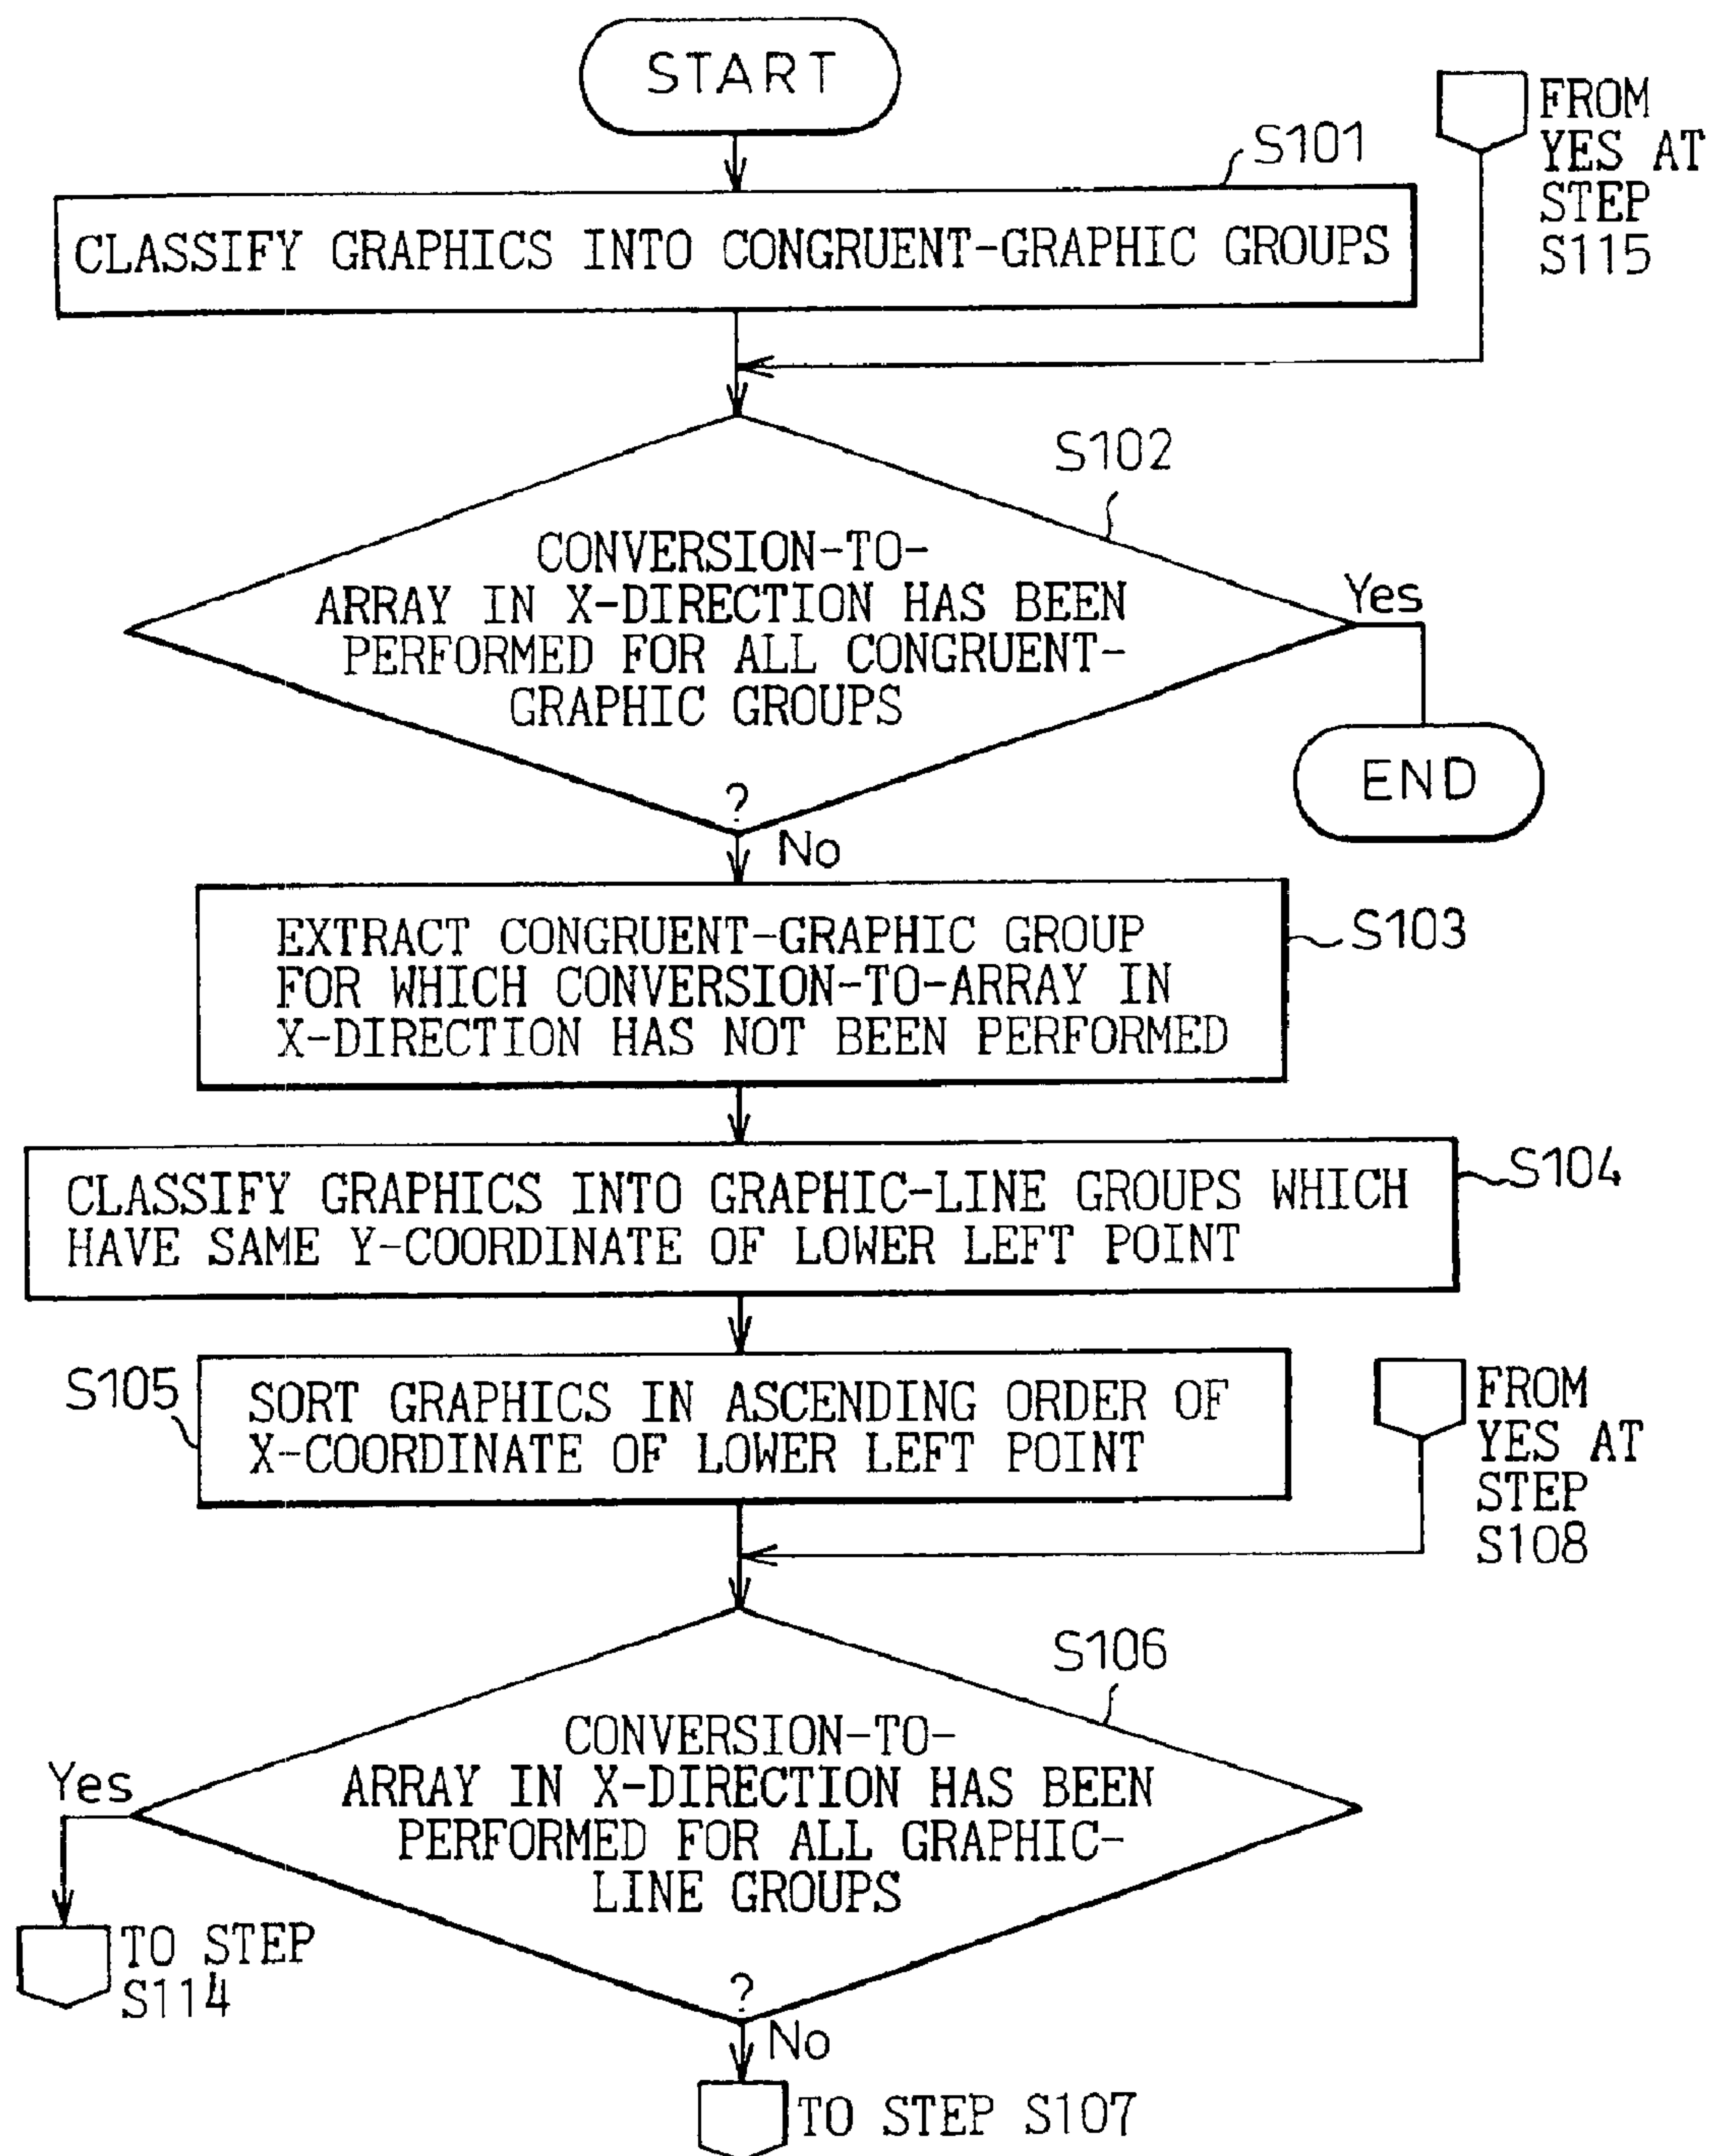 START
FROM
YES AT
STEP
S115
S101
CLASSIFY GRAPHICS INTO CONGRUENT-GRAPHIC GROUPS
S102
CONVERSION-TO-
ARRAY IN X-DIRECTION HAS BEEN
PERFORMED FOR ALL CONGRUENT-
GRAPHIC GROUPS
?
Yes
END
No
S103
EXTRACT CONGRUENT-GRAPHIC GROUP
FOR WHICH CONVERSION-TO-ARRAY IN
X-DIRECTION HAS NOT BEEN PERFORMED
S104
CLASSIFY GRAPHICS INTO GRAPHIC-LINE GROUPS WHICH
HAVE SAME Y-COORDINATE OF LOWER LEFT POINT
S105
SORT GRAPHICS IN ASCENDING ORDER OF
X-COORDINATE OF LOWER LEFT POINT
FROM
YES AT
STEP
S108
S106
CONVERSION-TO-
ARRAY IN X-DIRECTION HAS BEEN
PERFORMED FOR ALL GRAPHIC-
LINE GROUPS
?
Yes
TO STEP
S114
No
TO STEP S107